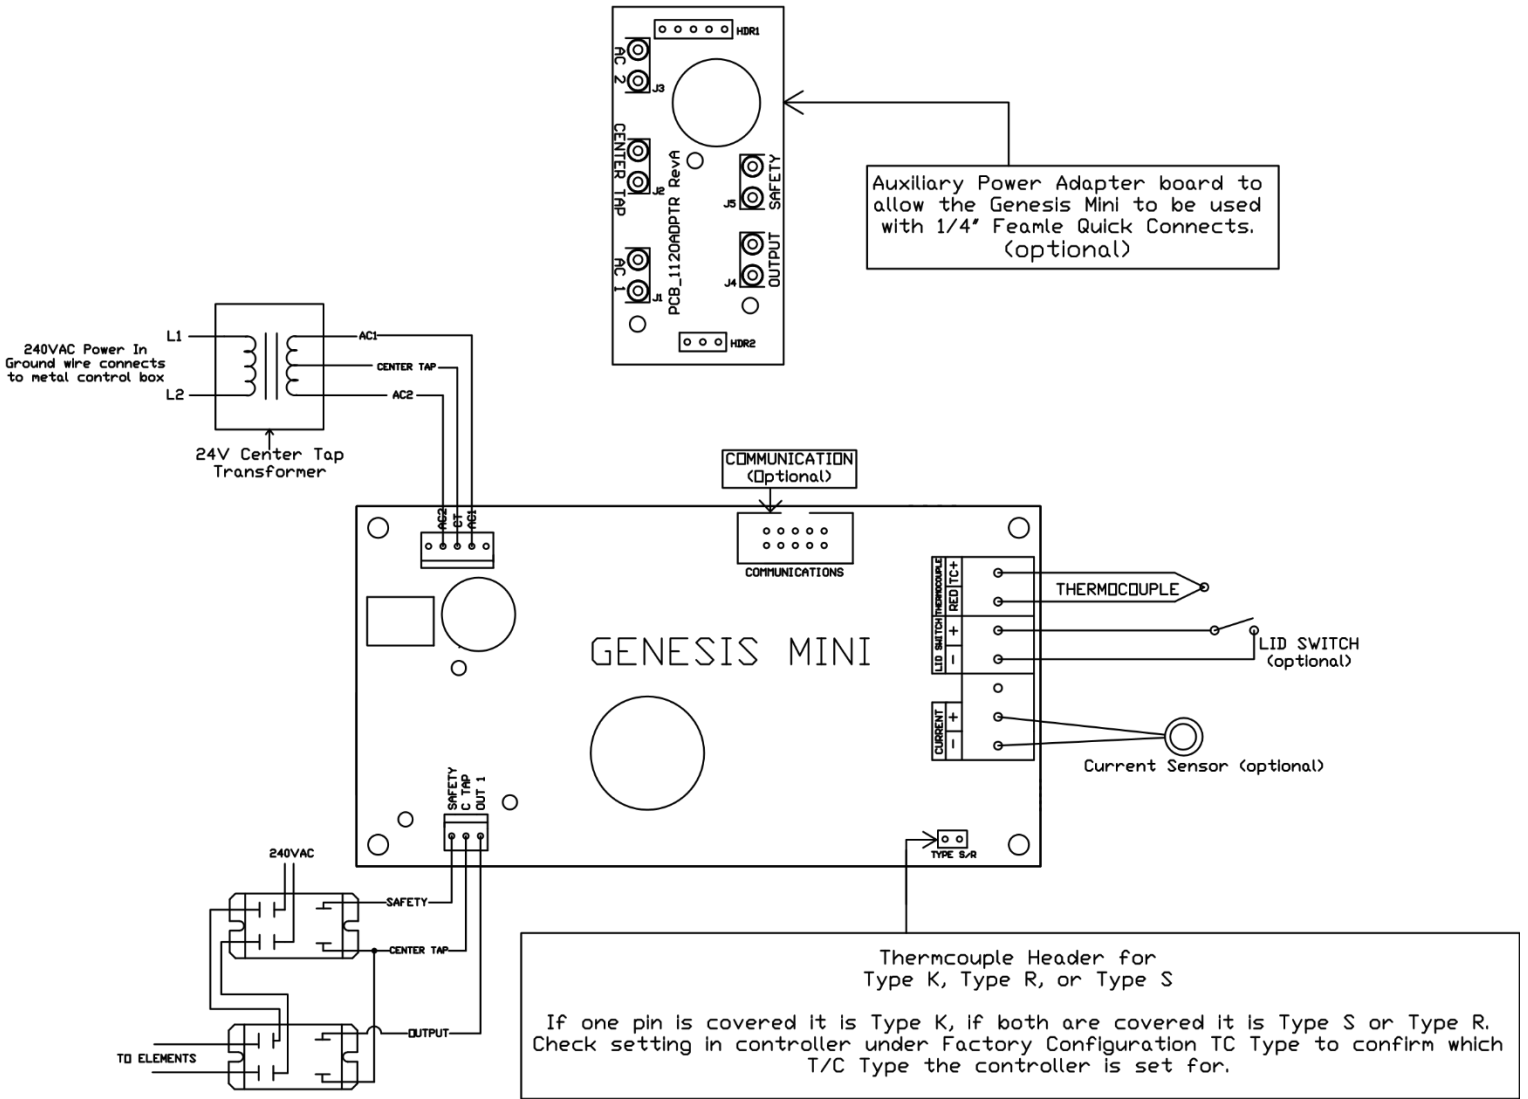 HDR1
AC 2
J3
CENTER TAP
J2
AC 1
J1
PCB_1120ADPTR RevA
SAFETY
J5
OUTPUT
J4
HDR2
Auxiliary Power Adapter board to
allow the Genesis Mini to be used
with 1/4" Feamle Quick Connects.
(optional)
240VAC Power In
Ground wire connects
to metal control box
L1
L2
AC1
CENTER TAP
AC2
24V Center Tap
Transformer
COMMUNICATION
(Optional)
COMMUNICATIONS
AC2
CT
AC1
GENESIS MINI
THERMOCOUPLE
TC+
RED
LID SWITCH
+
-
CURRENT
+
-
THERMOCOUPLE
LID SWITCH
(optional)
Current Sensor (optional)
SAFETY
C TAP
OUT 1
TYPE S/R
240VAC
SAFETY
CENTER TAP
OUTPUT
TO ELEMENTS
Thermcouple Header for
Type K, Type R, or Type S
If one pin is covered it is Type K, if both are covered it is Type S or Type R.
Check setting in controller under Factory Configuration TC Type to confirm which
T/C Type the controller is set for.